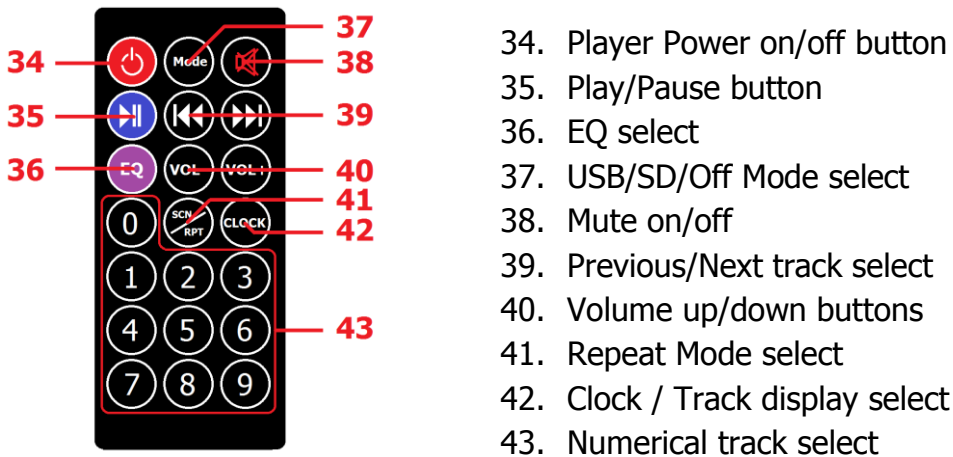 37
34 Mode 38
35 39
36 EQ VOL- VOL+ 40
41
0 SCN/RPT CLOCK 42
1 2 3
4 5 6 43
7 8 9
34. Player Power on/off button
35. Play/Pause button
36. EQ select
37. USB/SD/Off Mode select
38. Mute on/off
39. Previous/Next track select
40. Volume up/down buttons
41. Repeat Mode select
42. Clock / Track display select
43. Numerical track select